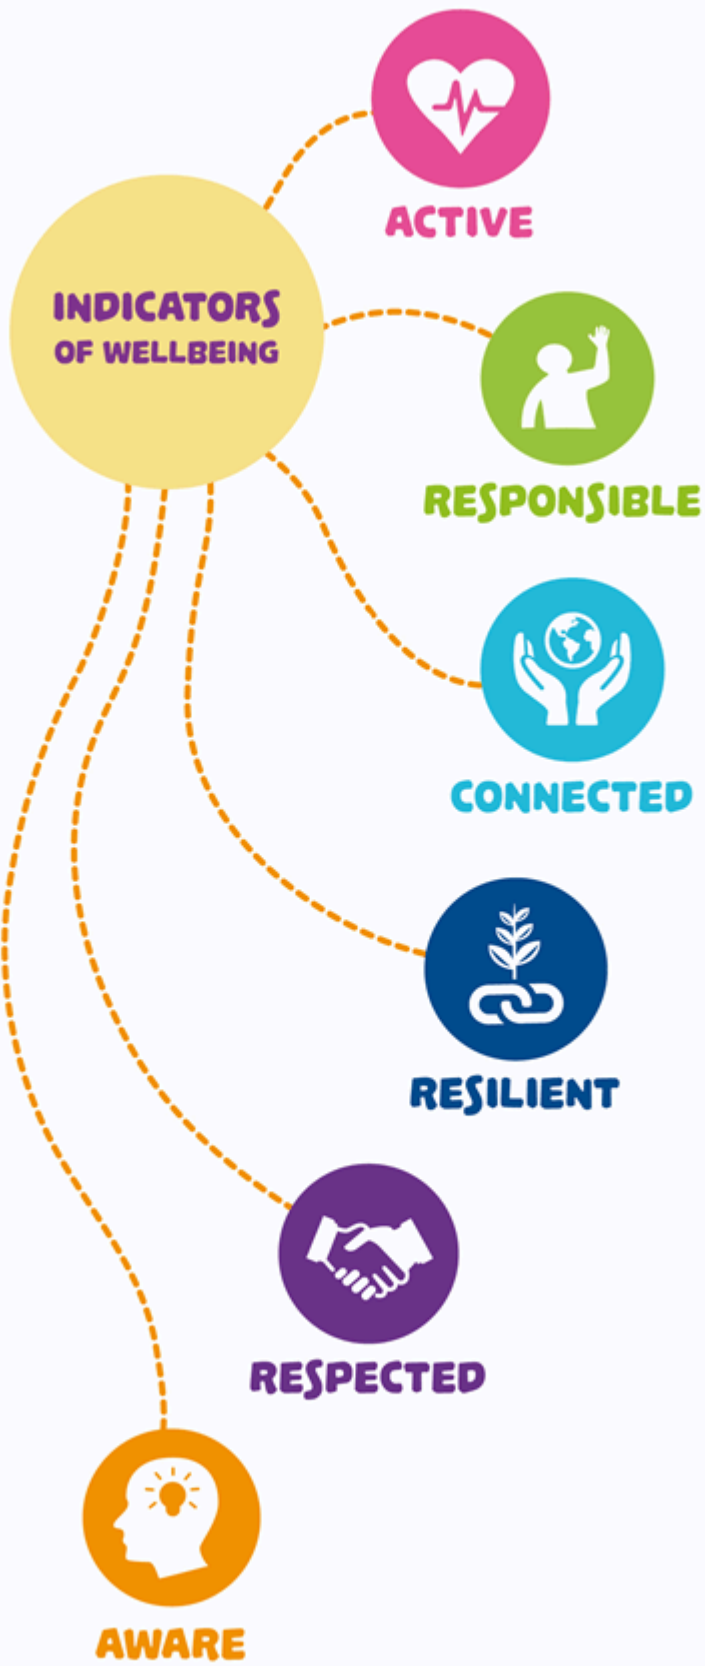 ACTIVE
INDICATORS
OF WELLBEING
RESPONSIBLE
CONNECTED
RESILIENT
RESPECTED
AWARE